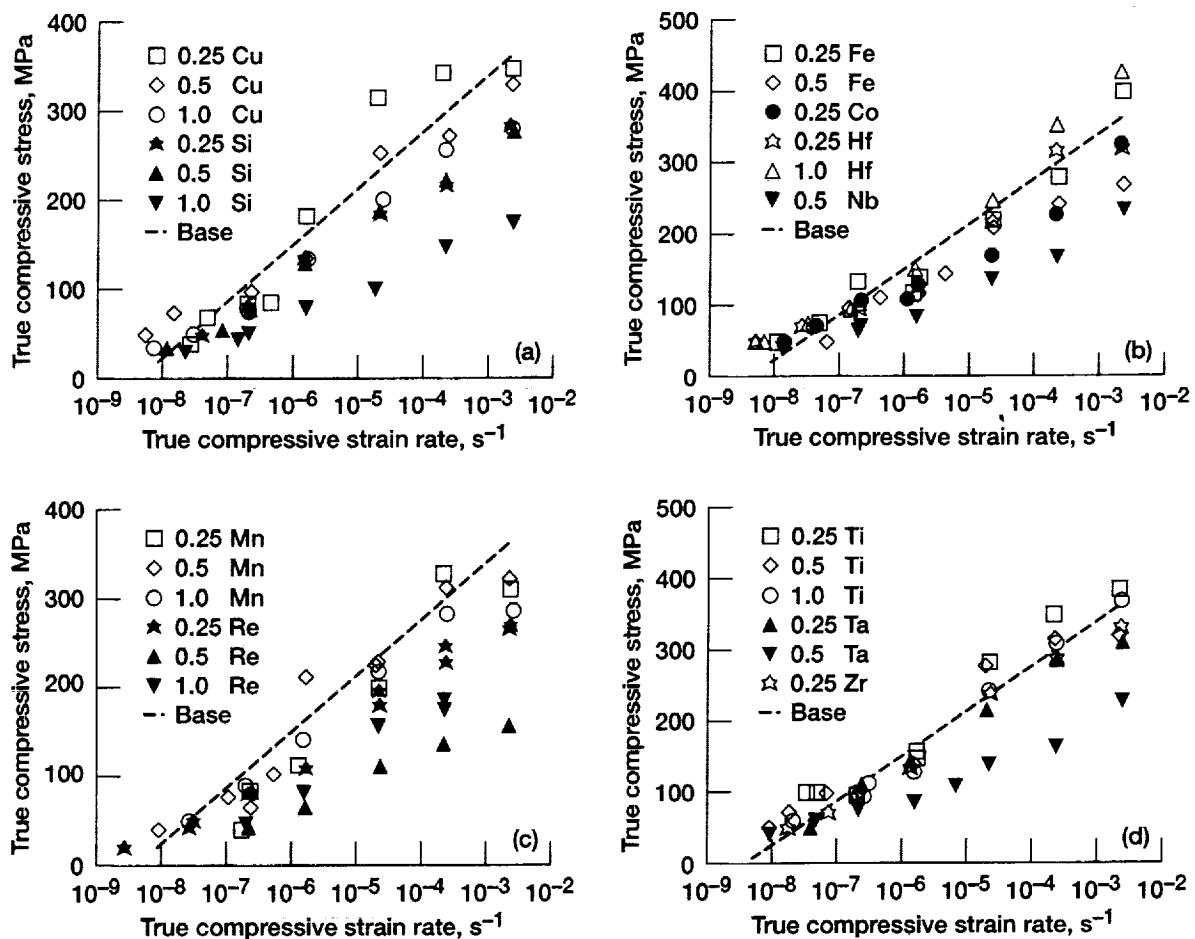 400
300
200
100
0
True compressive stress, MPa
0.25 Cu
0.5 Cu
1.0 Cu
0.25 Si
0.5 Si
1.0 Si
Base
(a)
10⁻⁹ 10⁻⁸ 10⁻⁷ 10⁻⁶ 10⁻⁵ 10⁻⁴ 10⁻³ 10⁻²
True compressive strain rate, s⁻¹
500
400
300
200
100
0
True compressive stress, MPa
0.25 Fe
0.5 Fe
0.25 Co
0.25 Hf
1.0 Hf
0.5 Nb
Base
(b)
10⁻⁹ 10⁻⁸ 10⁻⁷ 10⁻⁶ 10⁻⁵ 10⁻⁴ 10⁻³ 10⁻²
True compressive strain rate, s⁻¹
400
300
200
100
0
True compressive stress, MPa
0.25 Mn
0.5 Mn
1.0 Mn
0.25 Re
0.5 Re
1.0 Re
Base
(c)
10⁻⁹ 10⁻⁸ 10⁻⁷ 10⁻⁶ 10⁻⁵ 10⁻⁴ 10⁻³ 10⁻²
True compressive strain rate, s⁻¹
500
400
300
200
100
0
True compressive stress, MPa
0.25 Ti
0.5 Ti
1.0 Ti
0.25 Ta
0.5 Ta
0.25 Zr
Base
(d)
10⁻⁹ 10⁻⁸ 10⁻⁷ 10⁻⁶ 10⁻⁵ 10⁻⁴ 10⁻³ 10⁻²
True compressive strain rate, s⁻¹